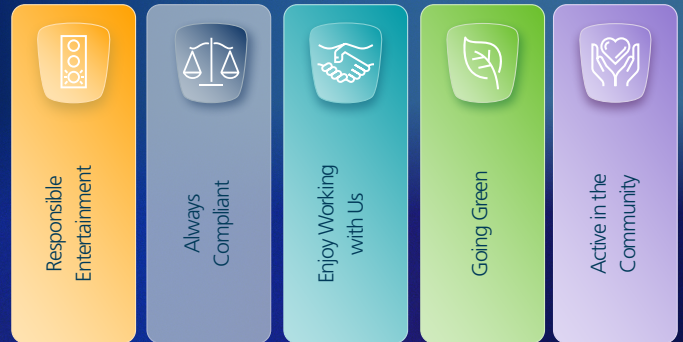 Responsible
Entertainment
Always
Compliant
Enjoy Working
with Us
Going Green
Active in the
Community